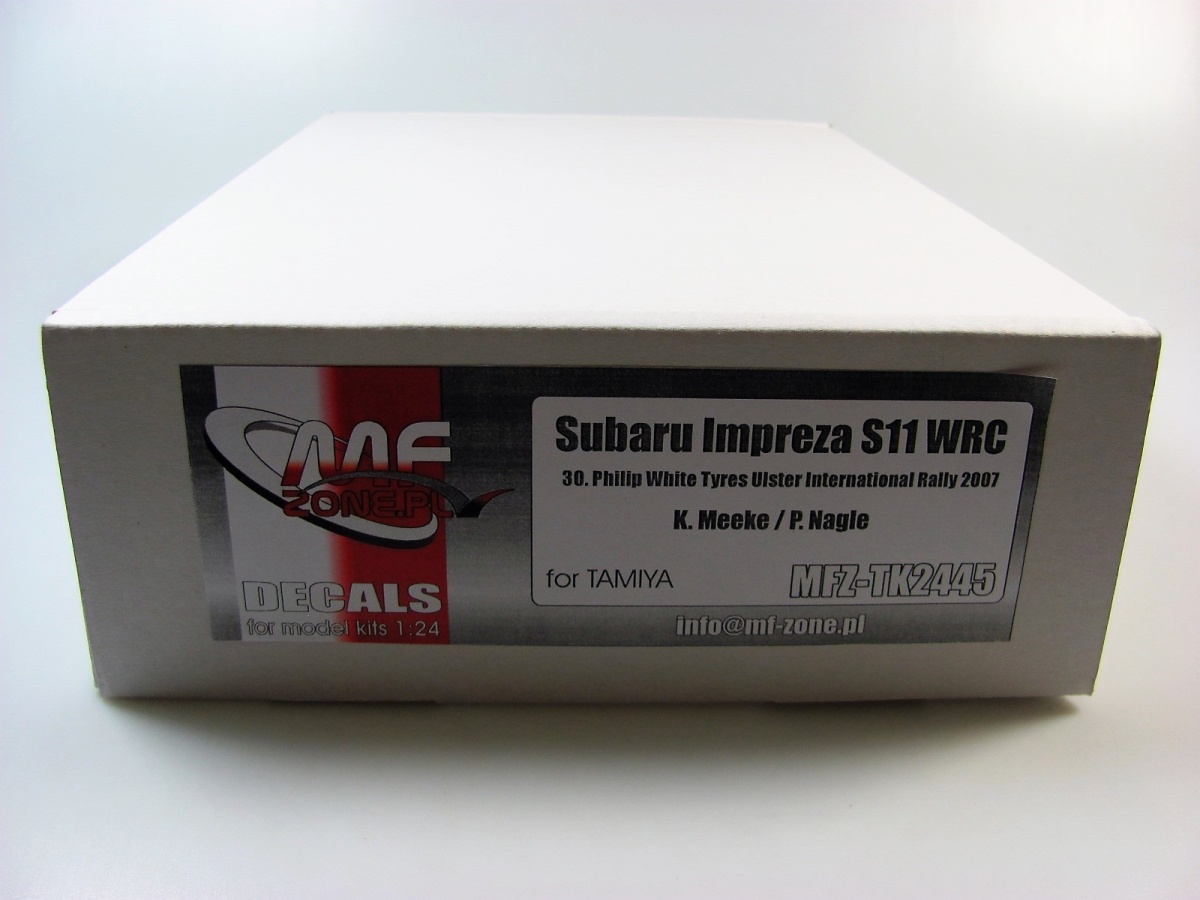 MF
ZONE.PL
DECALS
for model kits 1:24
Subaru Impreza S11 WRC
30. Philip White Tyres Ulster International Rally 2007
K. Meeke / P. Nagle
for TAMIYA
MFZ-TK2445
info@mf-zone.pl